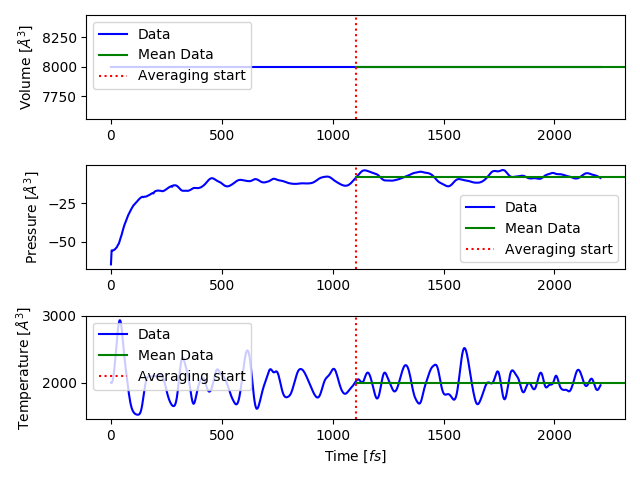 Volume [Å³]
8250
8000
7750
Data
Mean Data
Averaging start
0 500 1000 1500 2000
Pressure [Å³]
−25
−50
Data
Mean Data
Averaging start
0 500 1000 1500 2000
Temperature [Å³]
3000
2000
Data
Mean Data
Averaging start
0 500 1000 1500 2000
Time [fs]